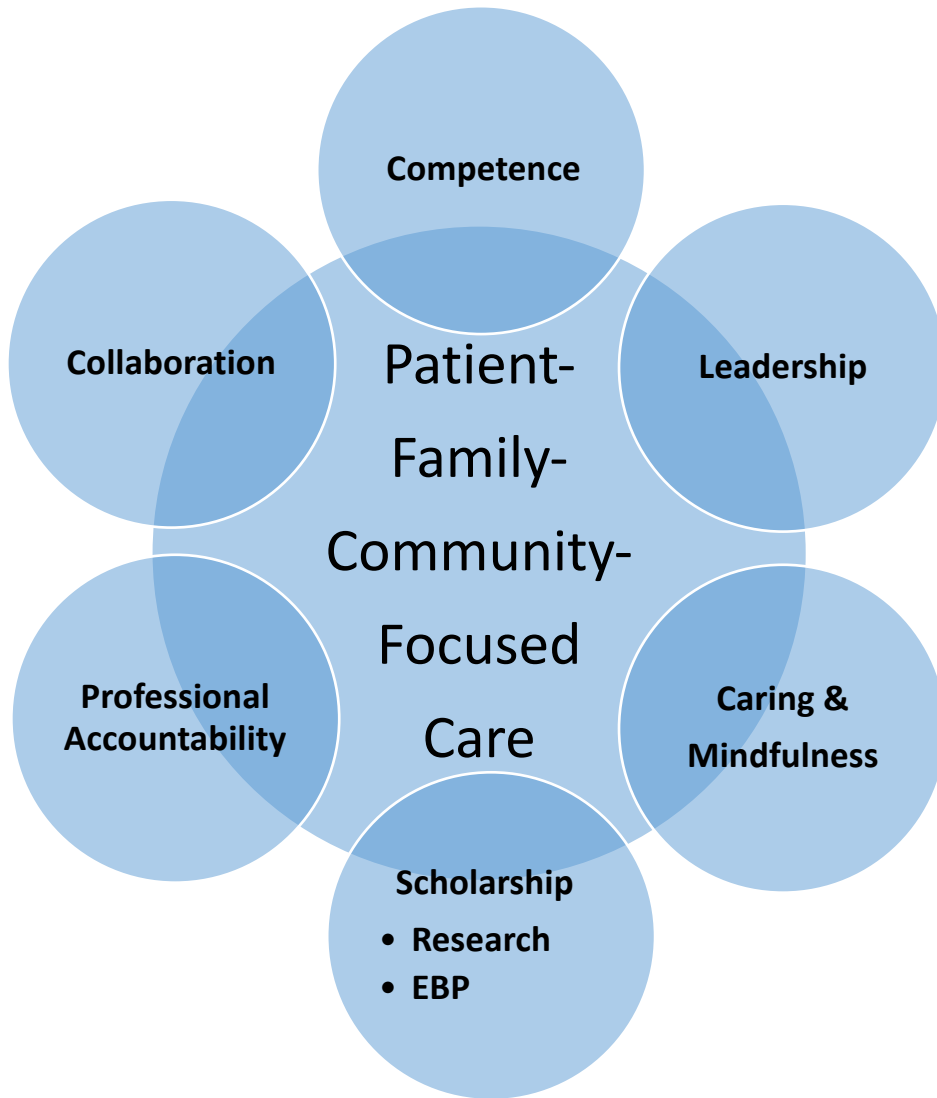 Competence
Collaboration
Leadership
Patient-
Family-
Community-
Focused
Care
Professional
Accountability
Caring &
Mindfulness
Scholarship
• Research
• EBP